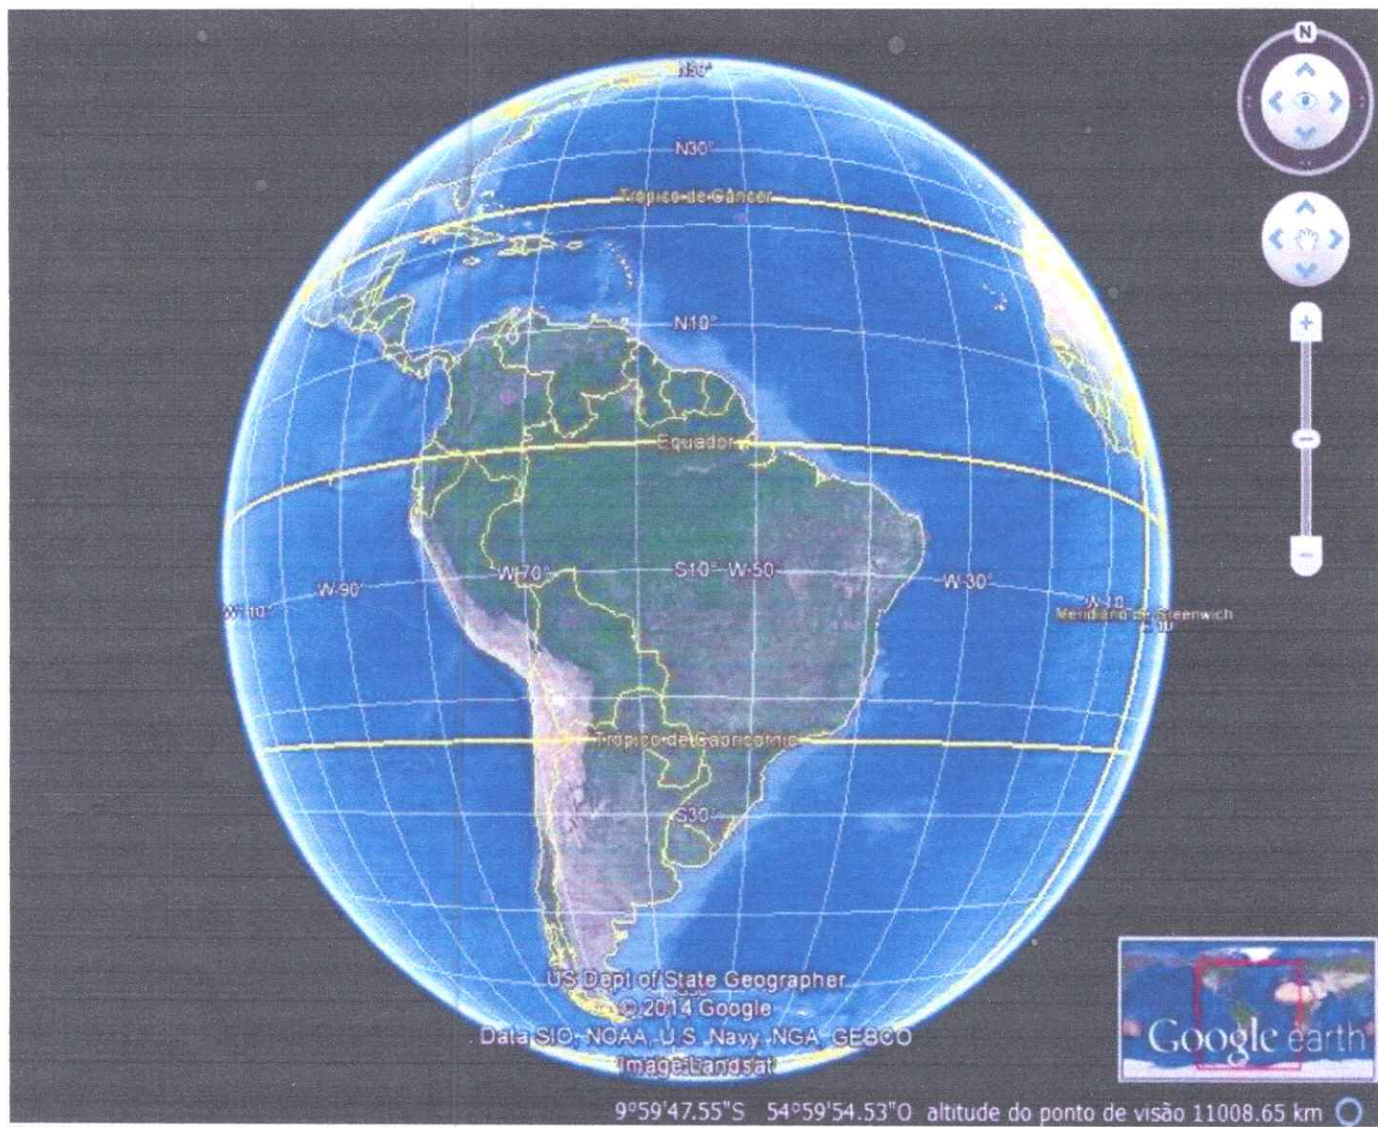 N
N50°
N30°
Trópico de Câncer
N10°
Equador
W 70° S10° W 50
W 90° W 30°
W 110° W 10
Meridiano de Greenwich
Trópico de Capricórnio
S30°
US Dept of State Geographer
© 2014 Google
Data SIO, NOAA, U.S. Navy, NGA, GEBCO
Image Landsat
Google earth
9°59'47.55"S 54°59'54.53"O altitude do ponto de visão 11008.65 km